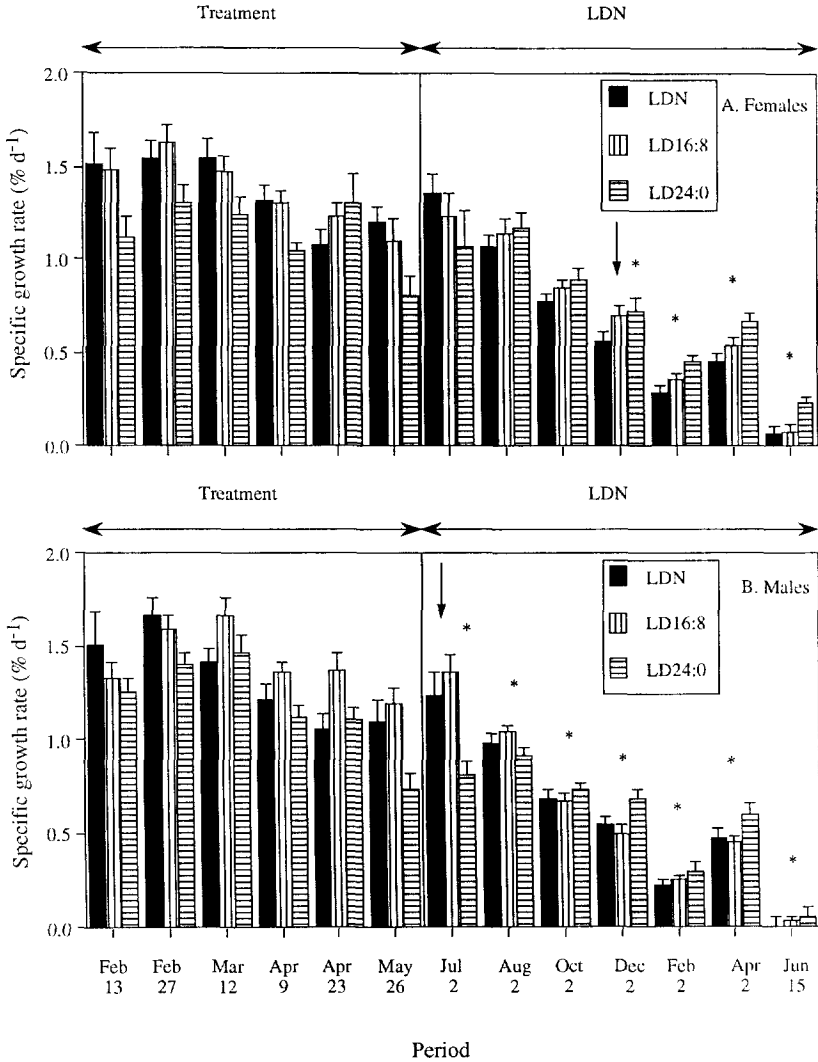 Treatment LDN
2.0
1.5
1.0
0.5
0.0
Specific growth rate (% d⁻¹)
A. Females
LDN
LD16:8
LD24:0
*
*
*
*
Treatment LDN
2.0
1.5
1.0
0.5
0.0
Specific growth rate (% d⁻¹)
B. Males
LDN
LD16:8
LD24:0
*
*
*
*
*
*
*
Feb Feb Mar Apr Apr May Jul Aug Oct Dec Feb Apr Jun
13 27 12 9 23 26 2 2 2 2 2 2 15
Period